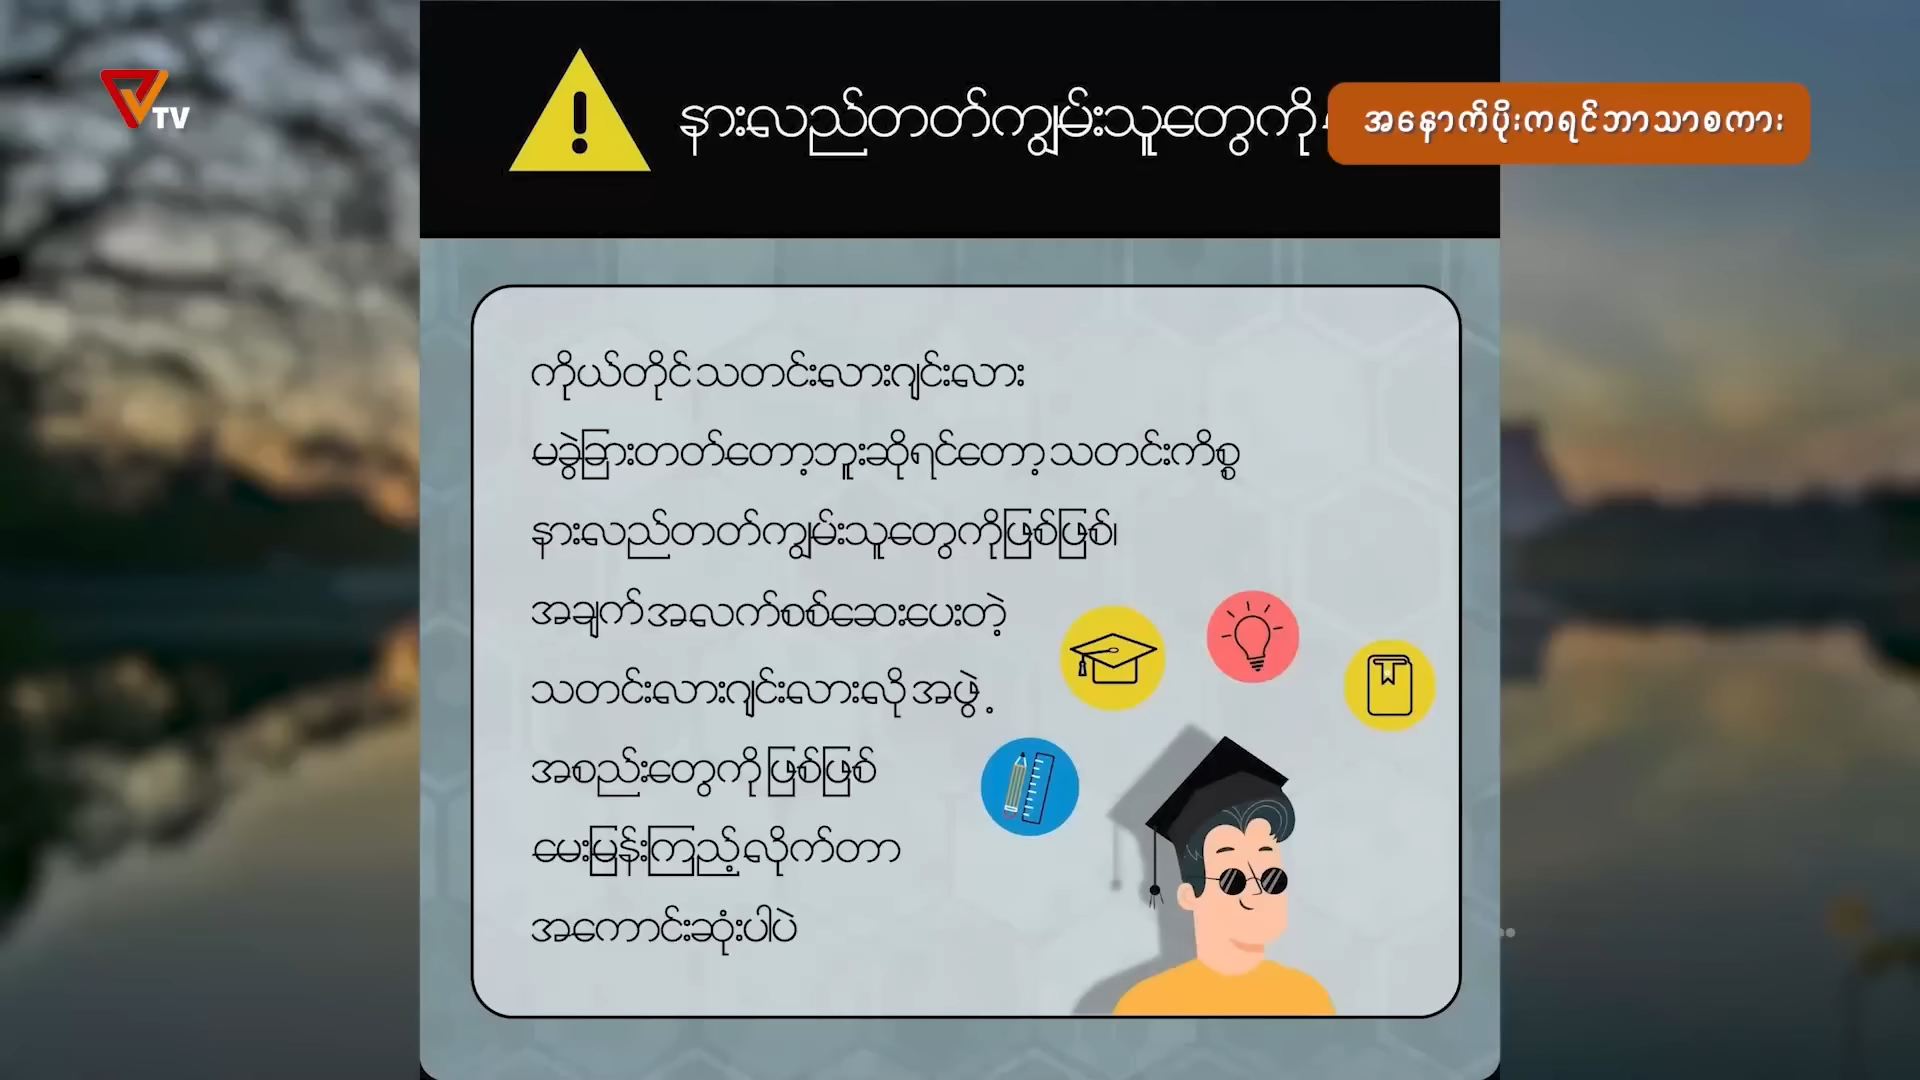 TV
နားလည်တတ်ကျွမ်းသူတွေကို
အနောက်ပိုးကရင်ဘာသာစကား
ကိုယ်တိုင်သတင်းလားဂျင်းလား
မခွဲခြားတတ်တော့ဘူးဆိုရင်တော့သတင်းကိစ္စ
နားလည်တတ်ကျွမ်းသူတွေကိုဖြစ်ဖြစ်၊
အချက်အလက်စစ်ဆေးပေးတဲ့
သတင်းလားဂျင်းလားလိုအဖွဲ့
အစည်းတွေကိုဖြစ်ဖြစ်
မေးမြန်းကြည့်လိုက်တာ
အကောင်းဆုံးပါပဲ